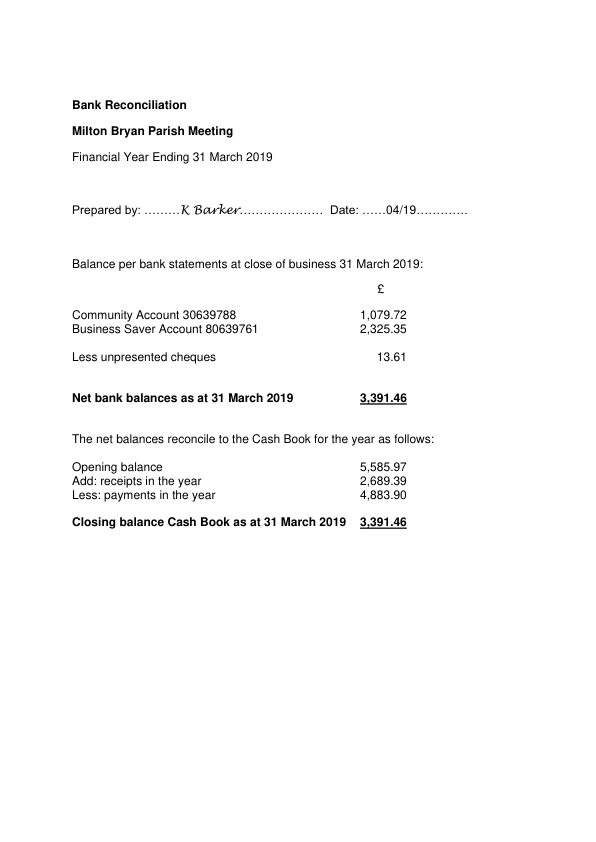 Bank Reconciliation
Milton Bryan Parish Meeting
Financial Year Ending 31 March 2019
Prepared by: ………K Barker………………… Date: ……04/19………….
Balance per bank statements at close of business 31 March 2019:
£
Community Account 30639788 1,079.72
Business Saver Account 80639761 2,325.35
Less unpresented cheques 13.61
Net bank balances as at 31 March 2019 3,391.46
The net balances reconcile to the Cash Book for the year as follows:
Opening balance 5,585.97
Add: receipts in the year 2,689.39
Less: payments in the year 4,883.90
Closing balance Cash Book as at 31 March 2019 3,391.46